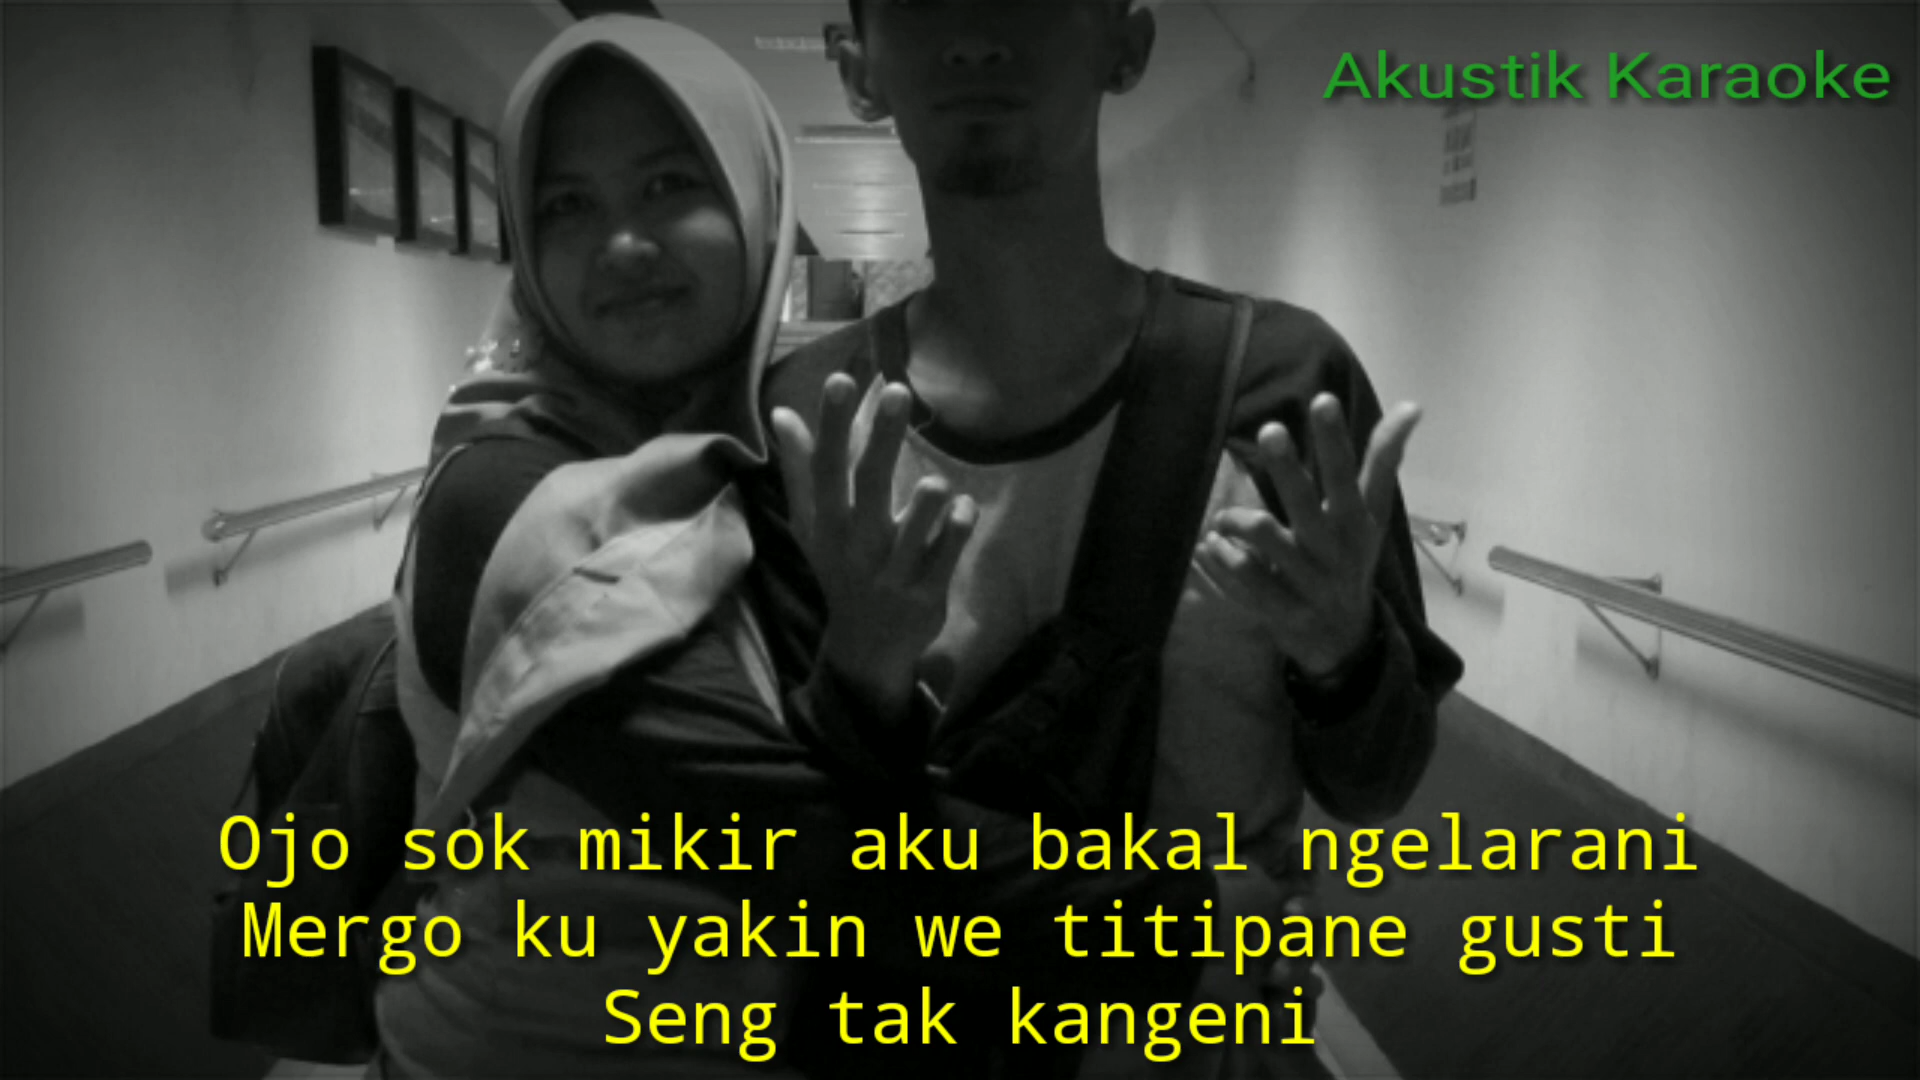 Akustik Karaoke
Ojo sok mikir aku bakal ngelarani
Mergo ku yakin we titipane gusti
Seng tak kangeni